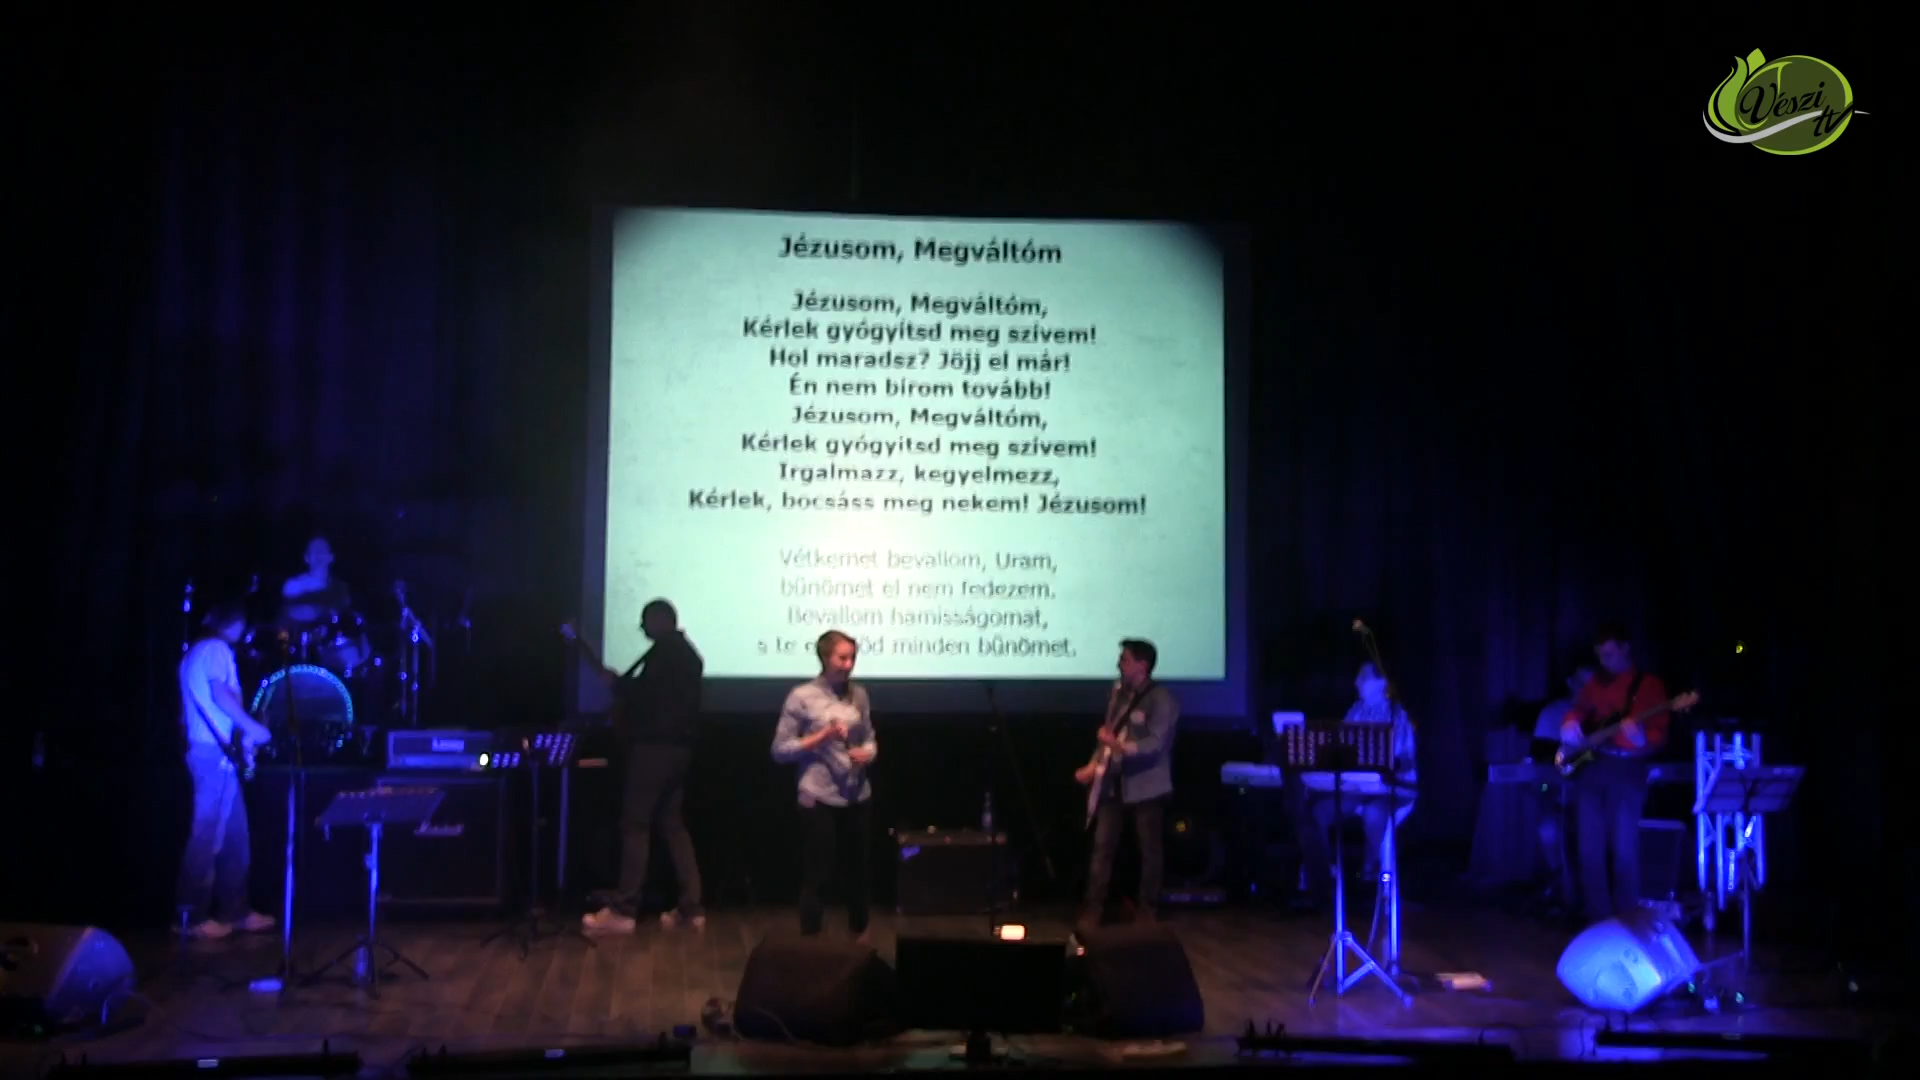 Vészi tv
Jézusom, Megváltóm
Jézusom, Megváltóm,
Kérlek gyógyítsd meg szívem!
Hol maradsz? Jöjj el már!
Én nem bírom tovább!
Jézusom, Megváltóm,
Kérlek gyógyítsd meg szívem!
Irgalmazz, kegyelmezz,
Kérlek, bocsáss meg nekem! Jézusom!
Vétkemet bevallom, Uram,
bűnömet el nem fedezem.
Bevallom hamisságomat,
s te minden bűnömet.